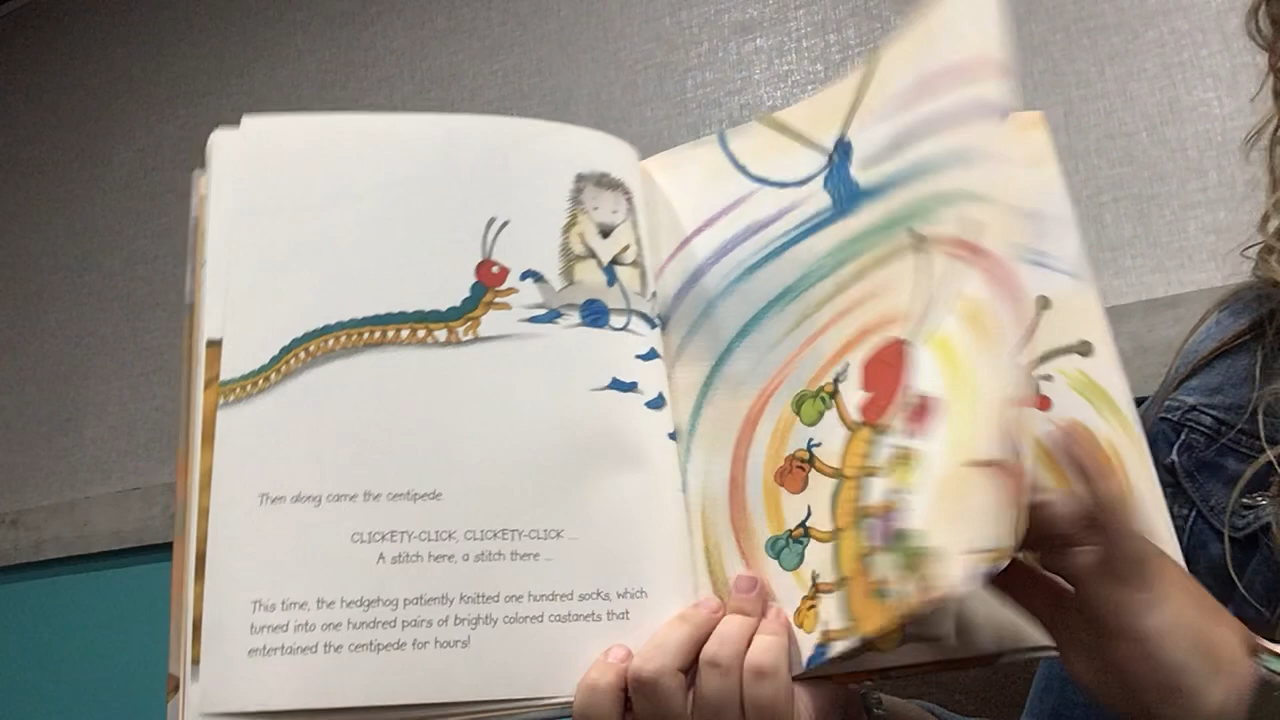 Then along came the centipede.
CLICKETY-CLICK, CLICKETY-CLICK ...
A stitch here, a stitch there ...
This time, the hedgehog patiently knitted one hundred socks, which
turned into one hundred pairs of brightly colored castanets that
entertained the centipede for hours!